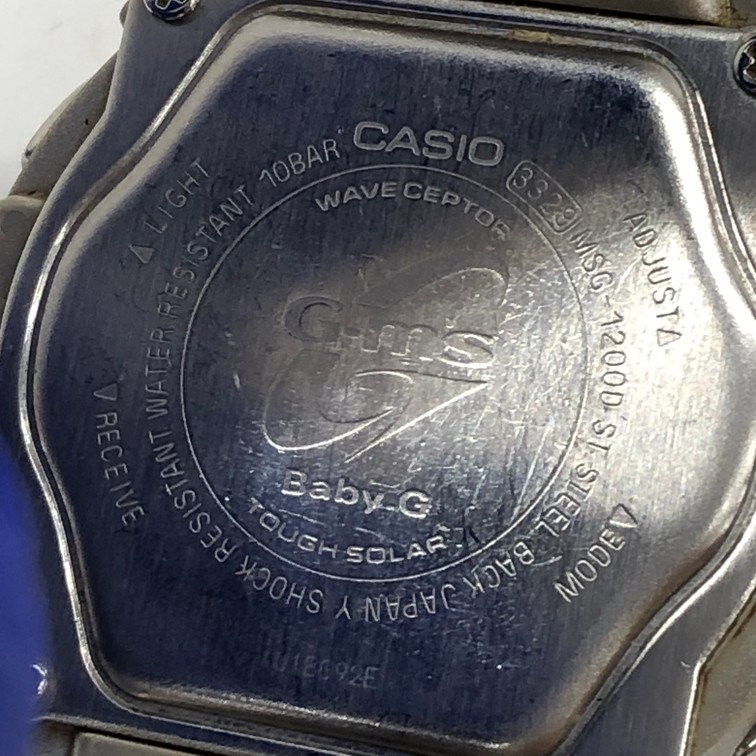 CASIO
3323 MSG-1200D ST.STEEL BACK JAPAN Y SHOCK RESISTANT WATER RESISTANT 10BAR
WAVE CEPTOR
G-ms
Baby-G
TOUGH SOLAR
△ LIGHT
ADJUST △
▽ RECEIVE
MODE ▽